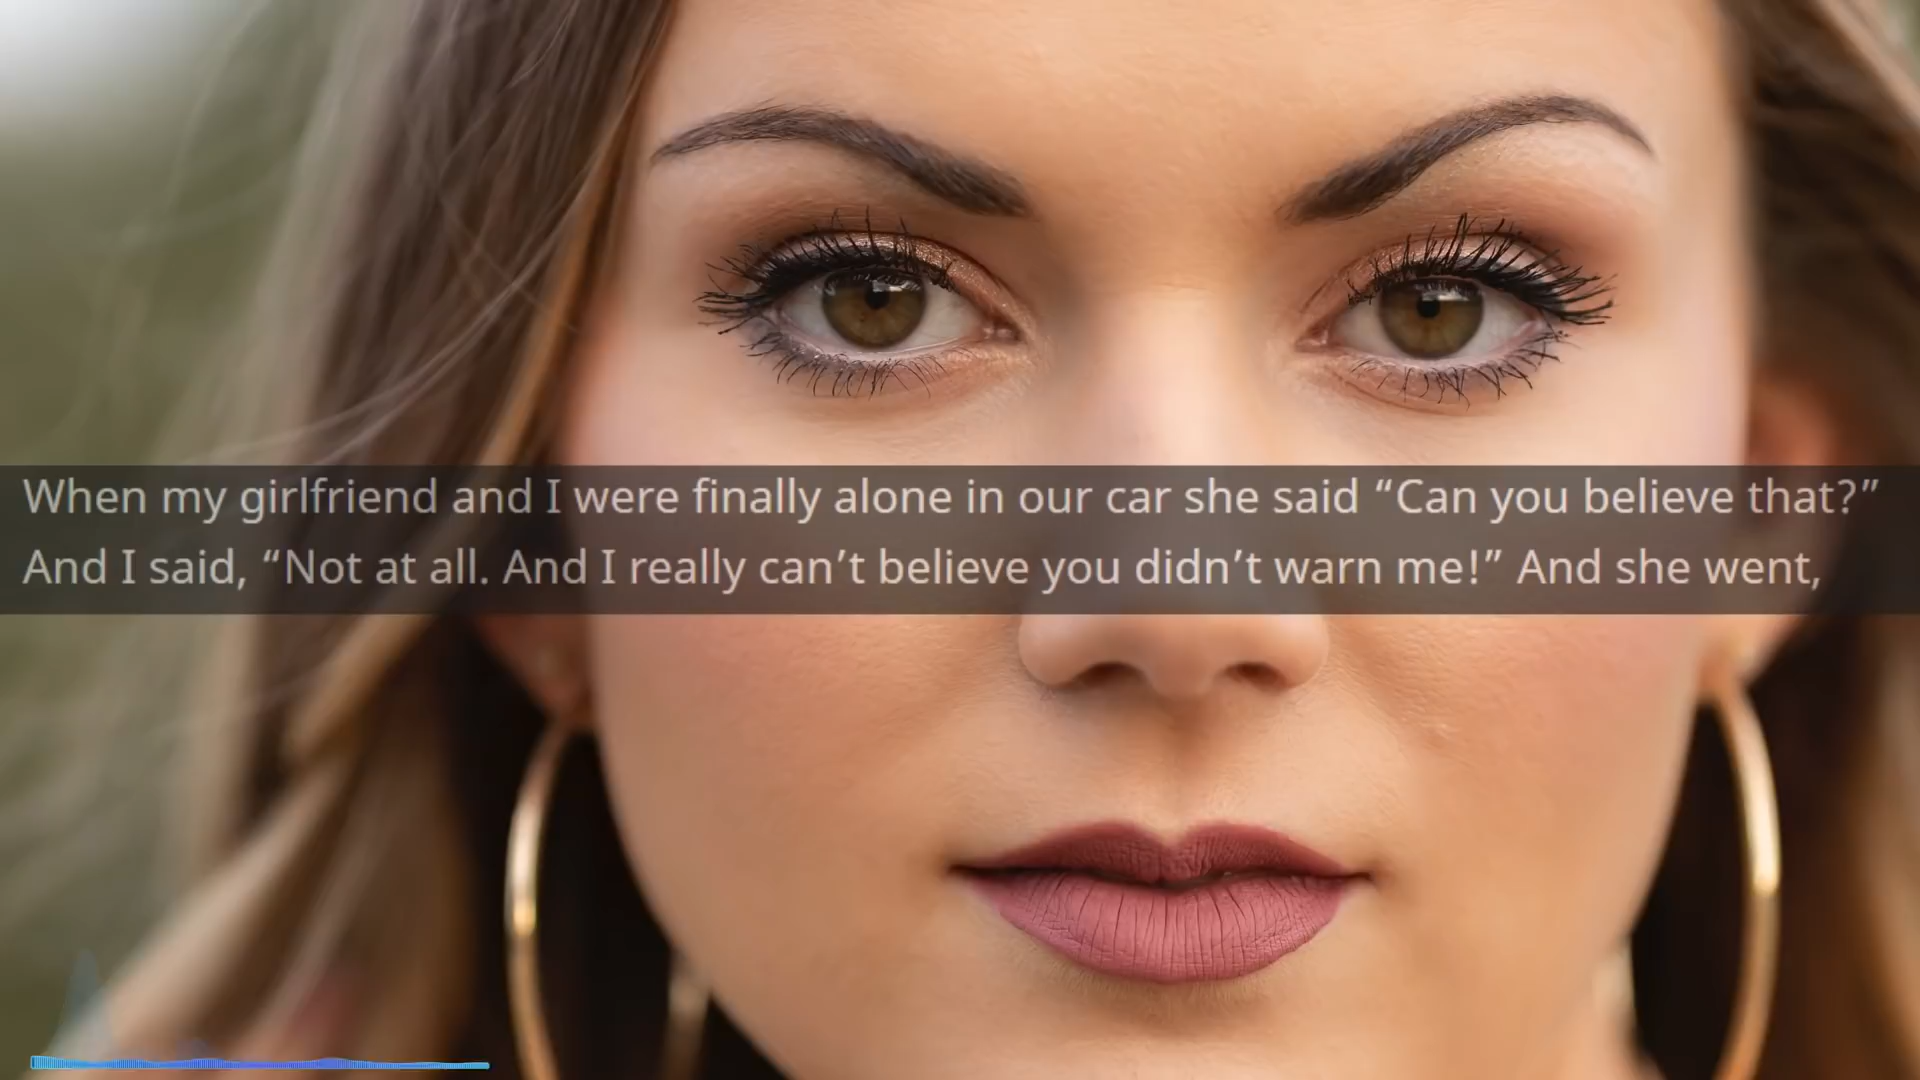 When my girlfriend and I were finally alone in our car she said “Can you believe that?”
And I said, “Not at all. And I really can’t believe you didn’t warn me!” And she went,